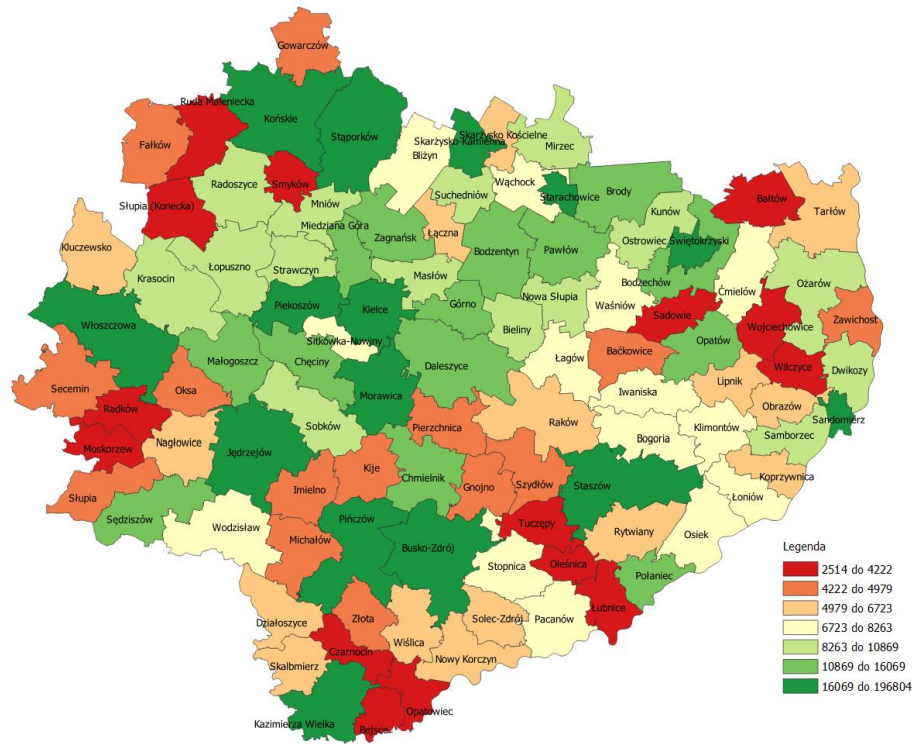 Gowarczów
Ruda Maleniecka
Końskie
Stąporków
Fałków
Skarżysko Kościelne
Skarżysko-Kamienna
Mirzec
Bliżyn
Radoszyce
Smyków
Wąchock
Słupia (Konecka)
Mniów
Suchedniów
Starachowice
Brody
Bałtów
Tarłów
Kunów
Miedziana Góra
Zagnańsk
Łączna
Kluczewsko
Ostrowiec
Świętokrzyski
Bodzentyn
Pawłów
Krasocin
Łopuszno
Strawczyn
Masłów
Bodzechów
Ćmielów
Ożarów
Piekoszów
Kielce
Górno
Nowa Słupia
Waśniów
Włoszczowa
Sadowie
Wojciechowice
Zawichost
Bieliny
Sitkówka-Nowiny
Opatów
Małogoszcz
Chęciny
Daleszyce
Łagów
Baćkowice
Wilczyce
Dwikozy
Secemin
Oksa
Lipnik
Morawica
Iwaniska
Radków
Obrazów
Sandomierz
Sobków
Pierzchnica
Raków
Klimontów
Samborzec
Nagłowice
Bogoria
Moskorzew
Jędrzejów
Kije
Chmielnik
Koprzywnica
Słupia
Imielno
Gnojno
Szydłów
Staszów
Łoniów
Sędziszów
Wodzisław
Pińczów
Tuczępy
Rytwiany
Osiek
Michałów
Busko-Zdrój
Stopnica
Oleśnica
Połaniec
Łubnice
Działoszyce
Złota
Wiślica
Solec-Zdrój
Pacanów
Czarnocin
Skalbmierz
Nowy Korczyn
Opatowiec
Kazimierza Wielka
Bejsce
Legenda
2514 do 4222
4222 do 4979
4979 do 6723
6723 do 8263
8263 do 10869
10869 do 16069
16069 do 196804